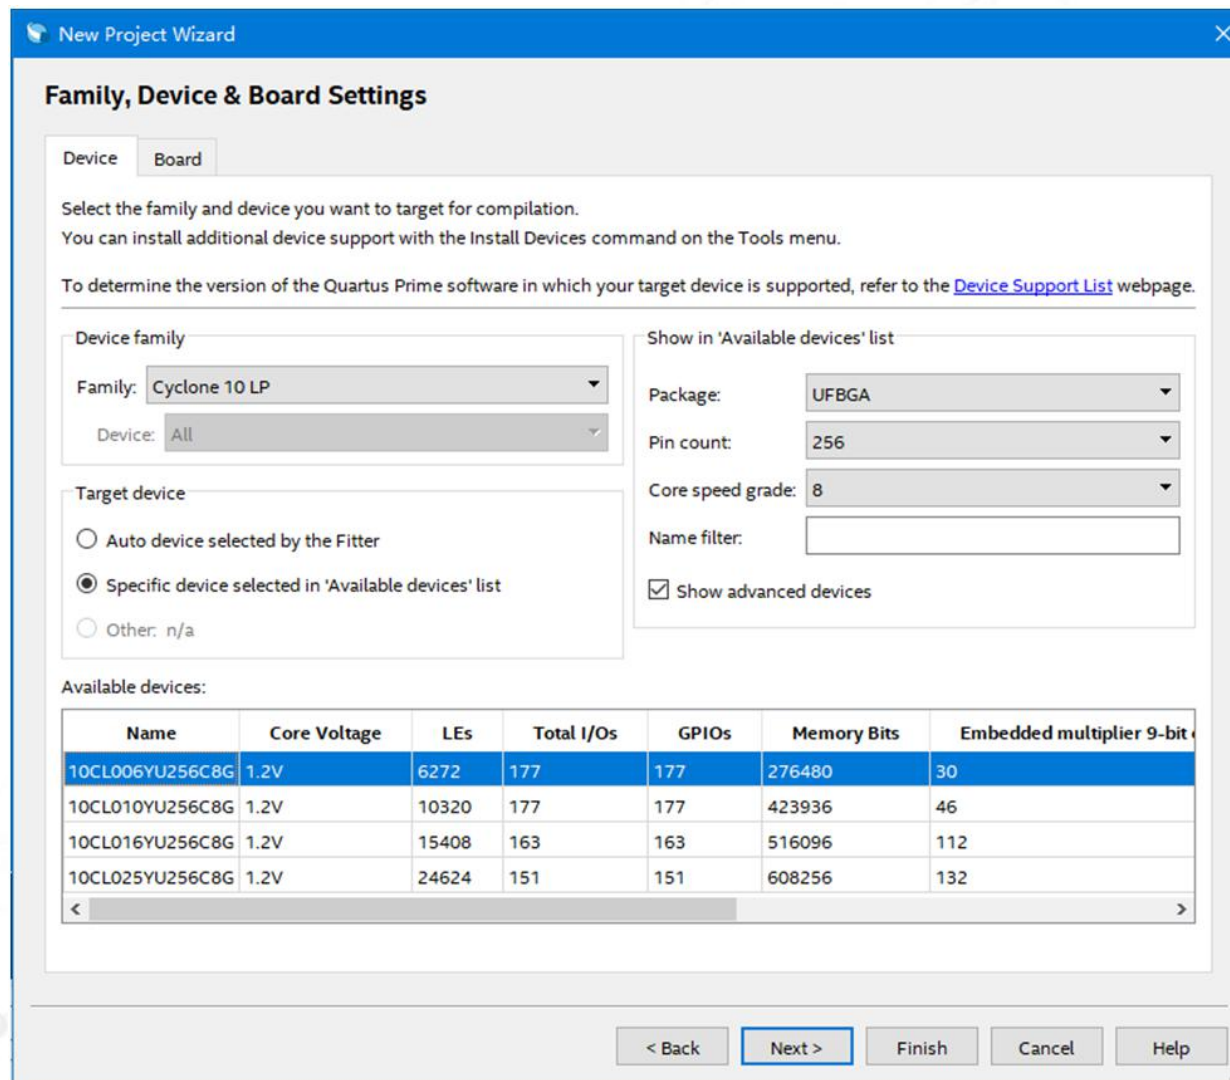 New Project Wizard
Family, Device & Board Settings
Device Board
Select the family and device you want to target for compilation.
You can install additional device support with the Install Devices command on the Tools menu.
To determine the version of the Quartus Prime software in which your target device is supported, refer to the Device Support List webpage.
Device family
Family: Cyclone 10 LP
Device: All
Target device
Auto device selected by the Fitter
Specific device selected in 'Available devices' list
Other: n/a
Show in 'Available devices' list
Package: UFBGA
Pin count: 256
Core speed grade: 8
Name filter:
Show advanced devices
Available devices:
Name Core Voltage LEs Total I/Os GPIOs Memory Bits Embedded multiplier 9-bit
10CL006YU256C8G 1.2V 6272 177 177 276480 30
10CL010YU256C8G 1.2V 10320 177 177 423936 46
10CL016YU256C8G 1.2V 15408 163 163 516096 112
10CL025YU256C8G 1.2V 24624 151 151 608256 132
< Back Next > Finish Cancel Help